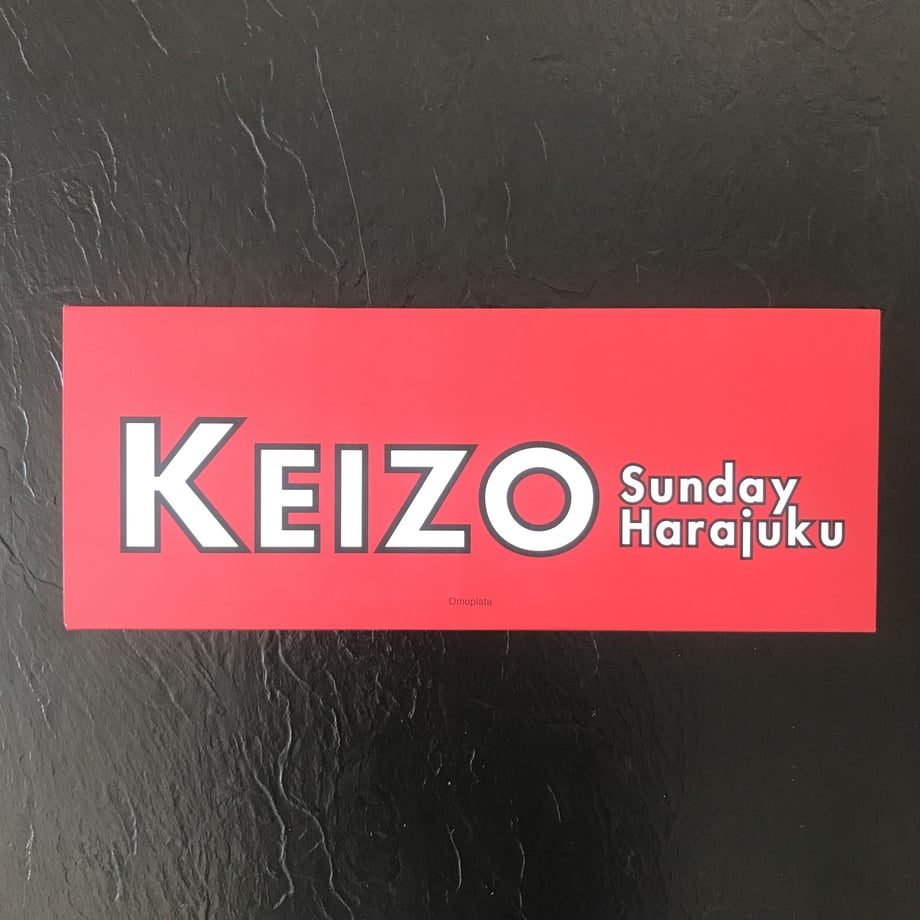 KEIZO
Sunday
Harajuku
Omoplata